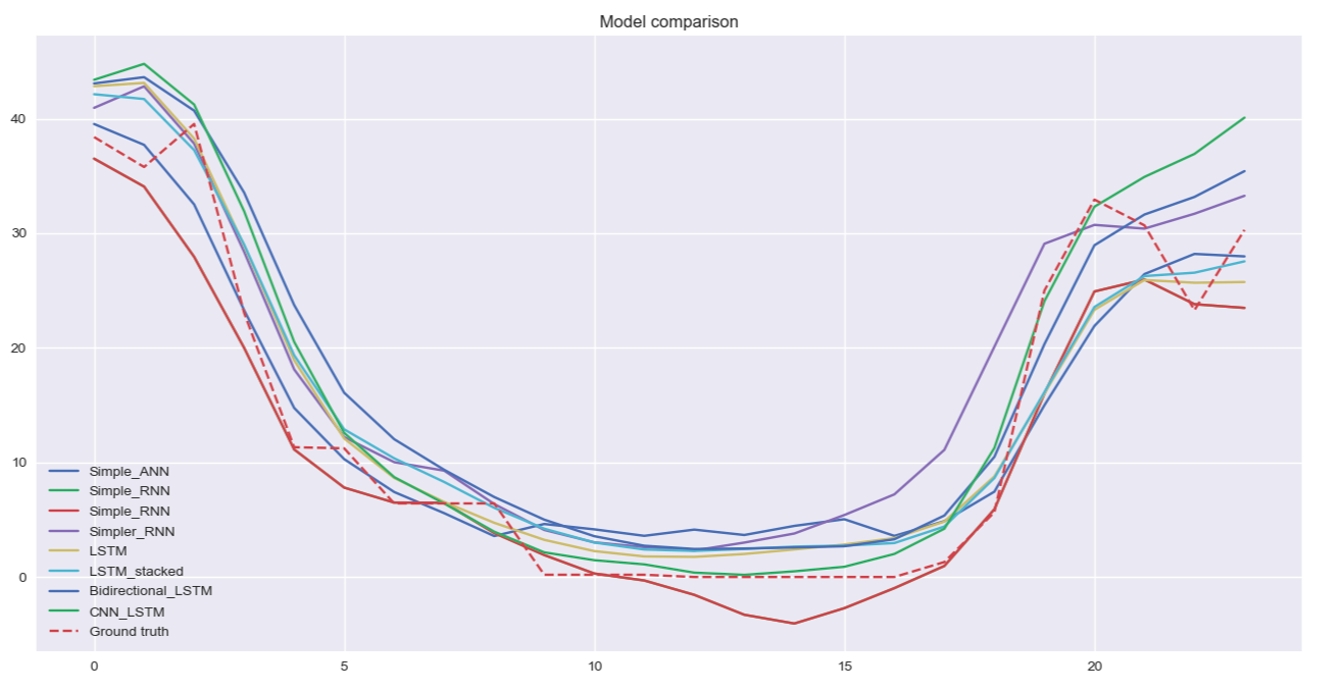 Model comparison
40
30
20
10
0
Simple_ANN
Simple_RNN
Simple_RNN
Simpler_RNN
LSTM
LSTM_stacked
Bidirectional_LSTM
CNN_LSTM
Ground truth
0 5 10 15 20